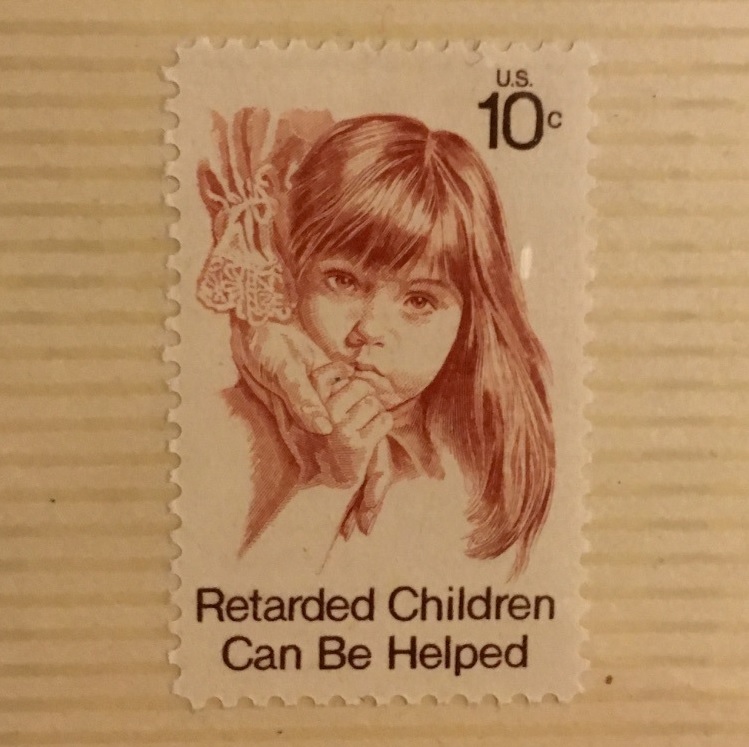 U.S.
10c
Retarded Children
Can Be Helped